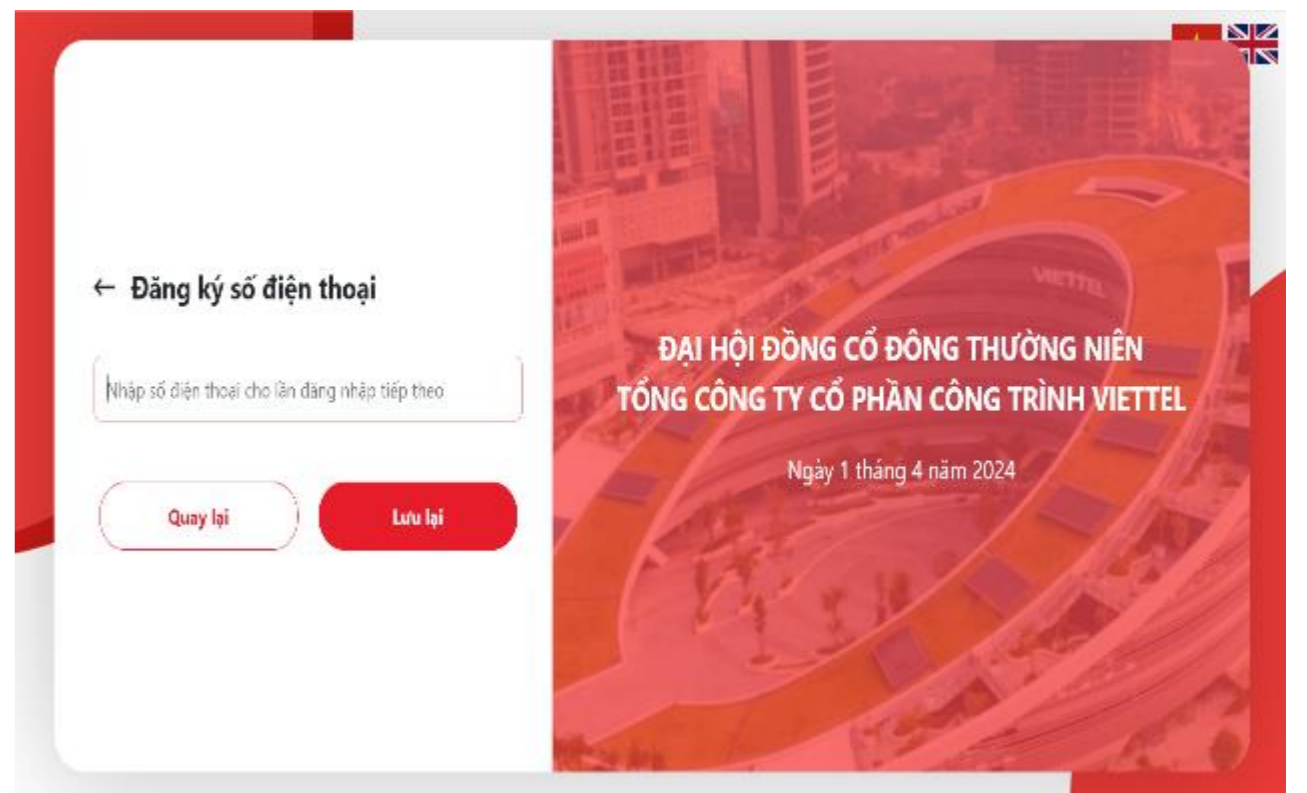 ← Đăng ký số điện thoại
Nhập số điện thoại cho lần đăng nhập tiếp theo
Quay lại
Lưu lại
VIETTEL
ĐẠI HỘI ĐỒNG CỔ ĐÔNG THƯỜNG NIÊN
TỔNG CÔNG TY CỔ PHẦN CÔNG TRÌNH VIETTEL
Ngày 1 tháng 4 năm 2024